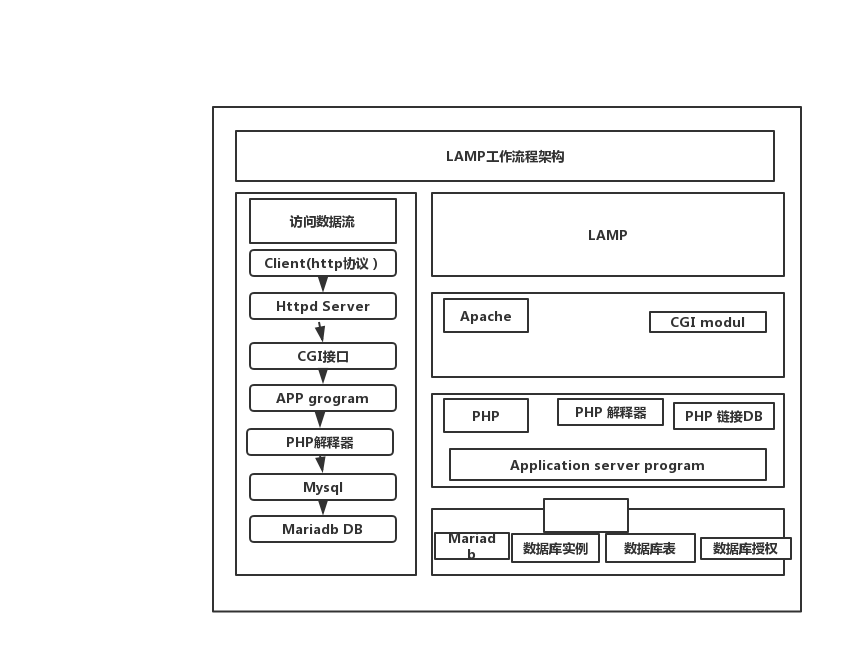 LAMP工作流程架构
访问数据流
Client(http协议 )
Httpd Server
CGI接口
APP grogram
PHP解释器
Mysql
Mariadb DB
LAMP
Apache
CGI modul
PHP
PHP 解释器
PHP 链接DB
Application server program
Mariad
b
数据库实例
数据库表
数据库授权